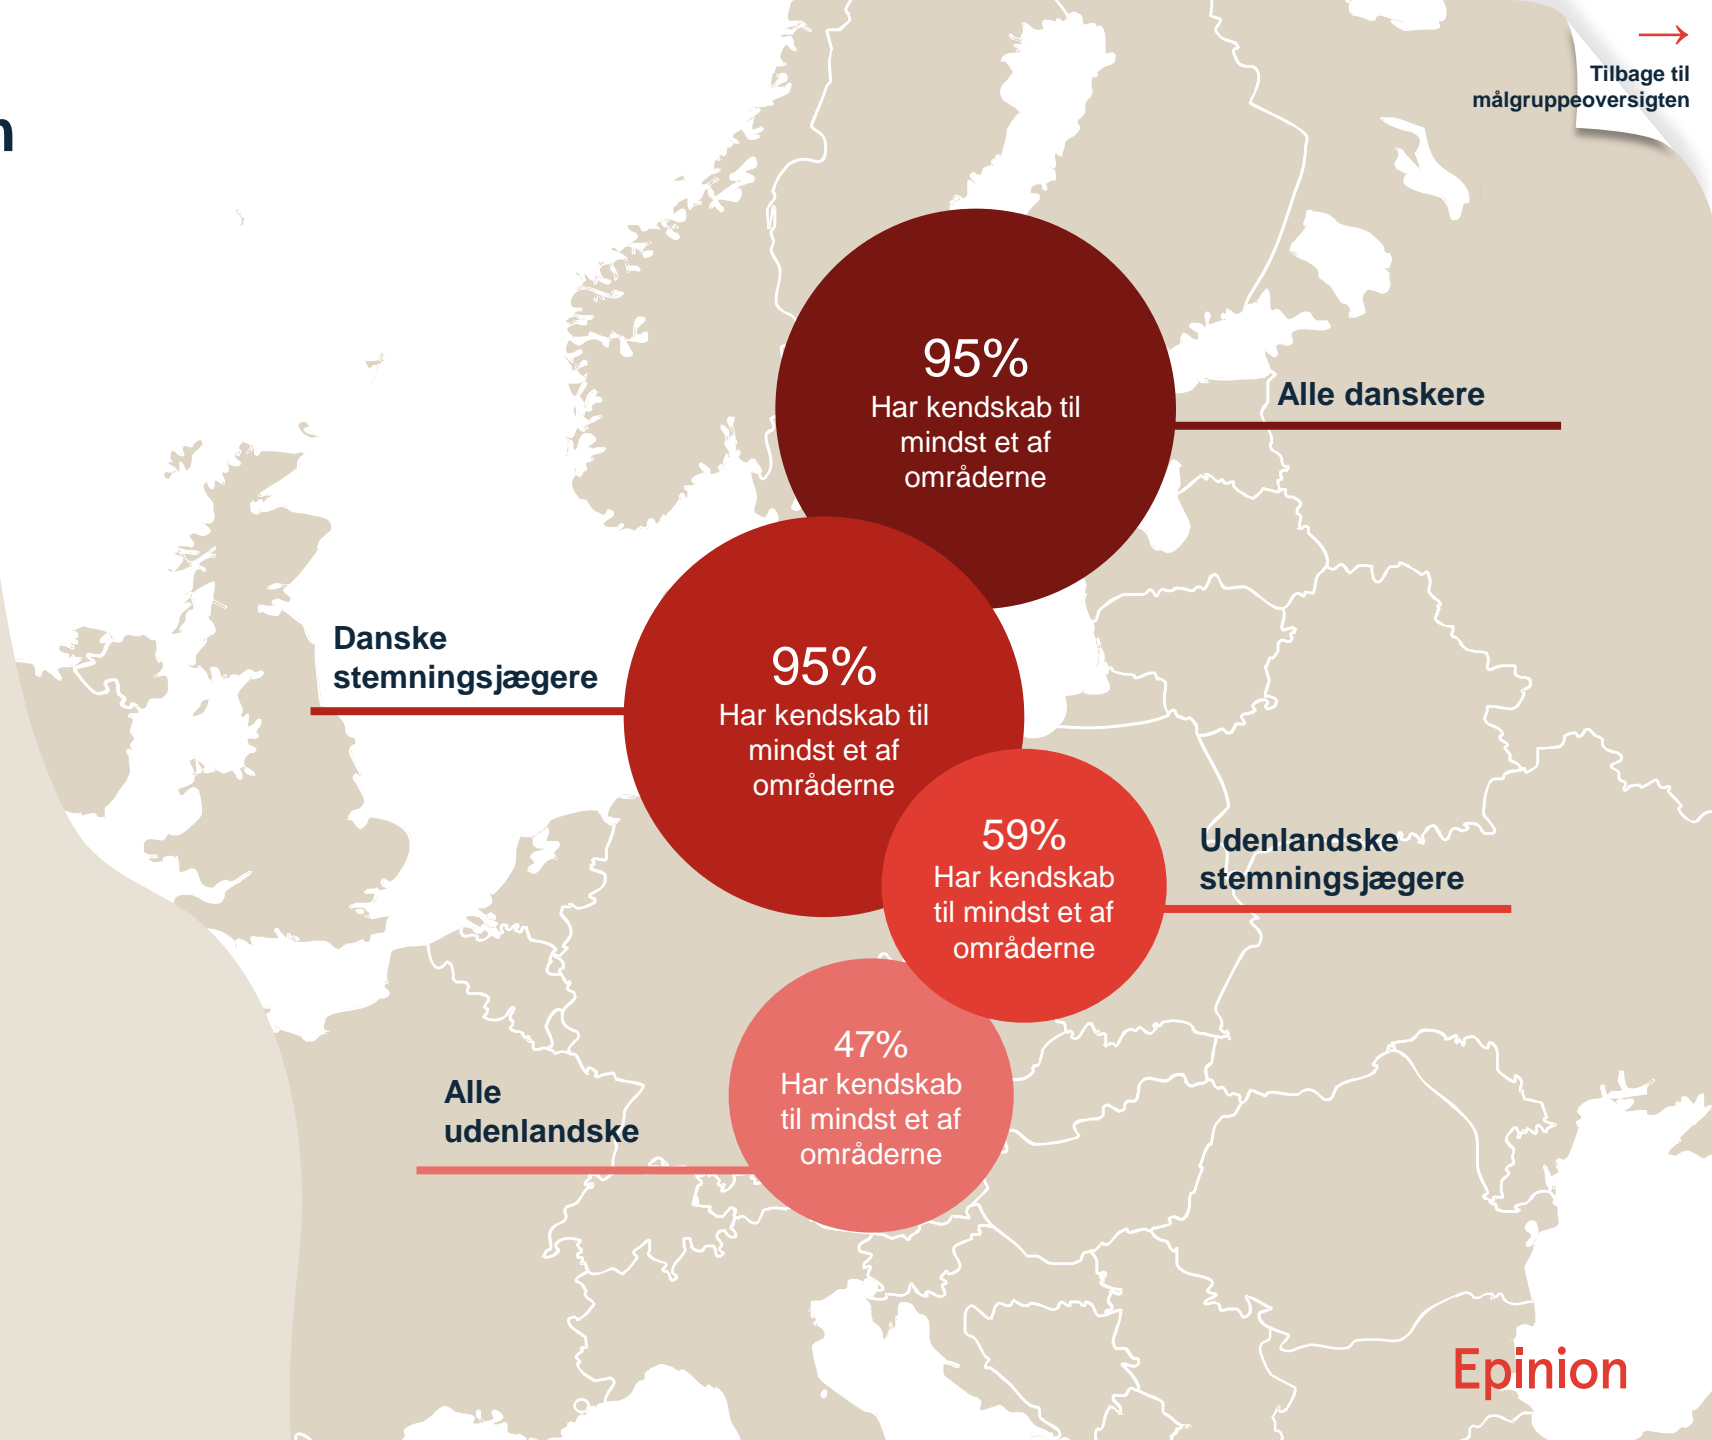 Tilbage til
målgruppeoversigten
95%
Har kendskab til
mindst et af
områderne
Alle danskere
Danske
stemningsjægere
95%
Har kendskab til
mindst et af
områderne
59%
Har kendskab
til mindst et af
områderne
Udenlandske
stemningsjægere
47%
Har kendskab
til mindst et af
områderne
Alle
udenlandske
Epinion